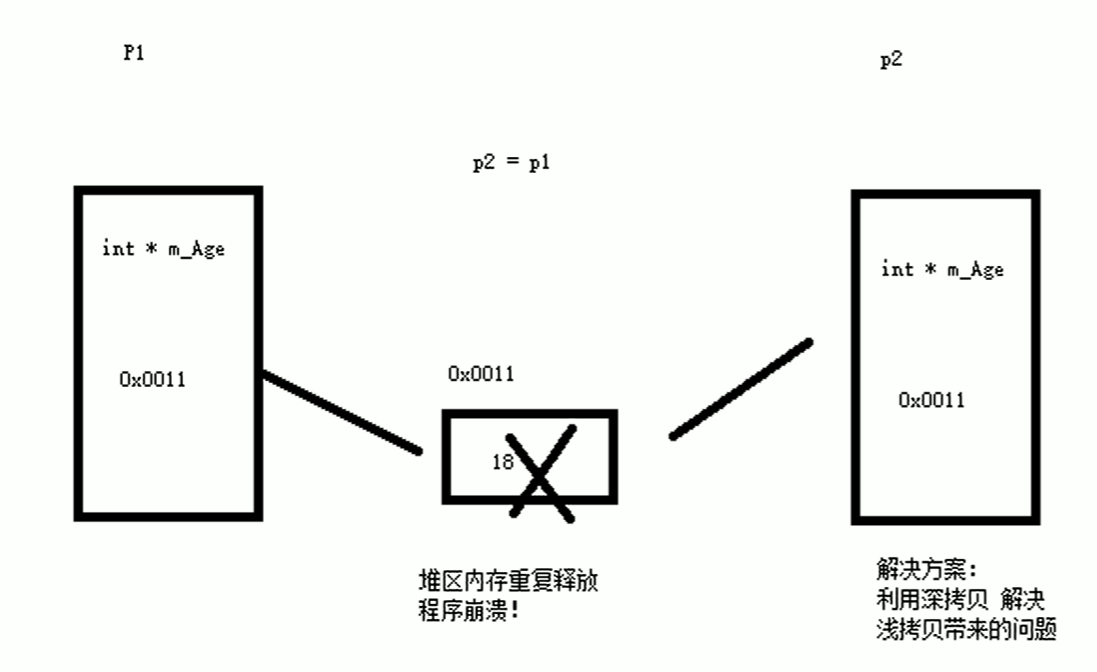 P1
p2
p2 = p1
int * m_Age
int * m_Age
0x0011
0x0011
0x0011
18
堆区内存重复释放
程序崩溃!
解决方案:
利用深拷贝 解决
浅拷贝带来的问题